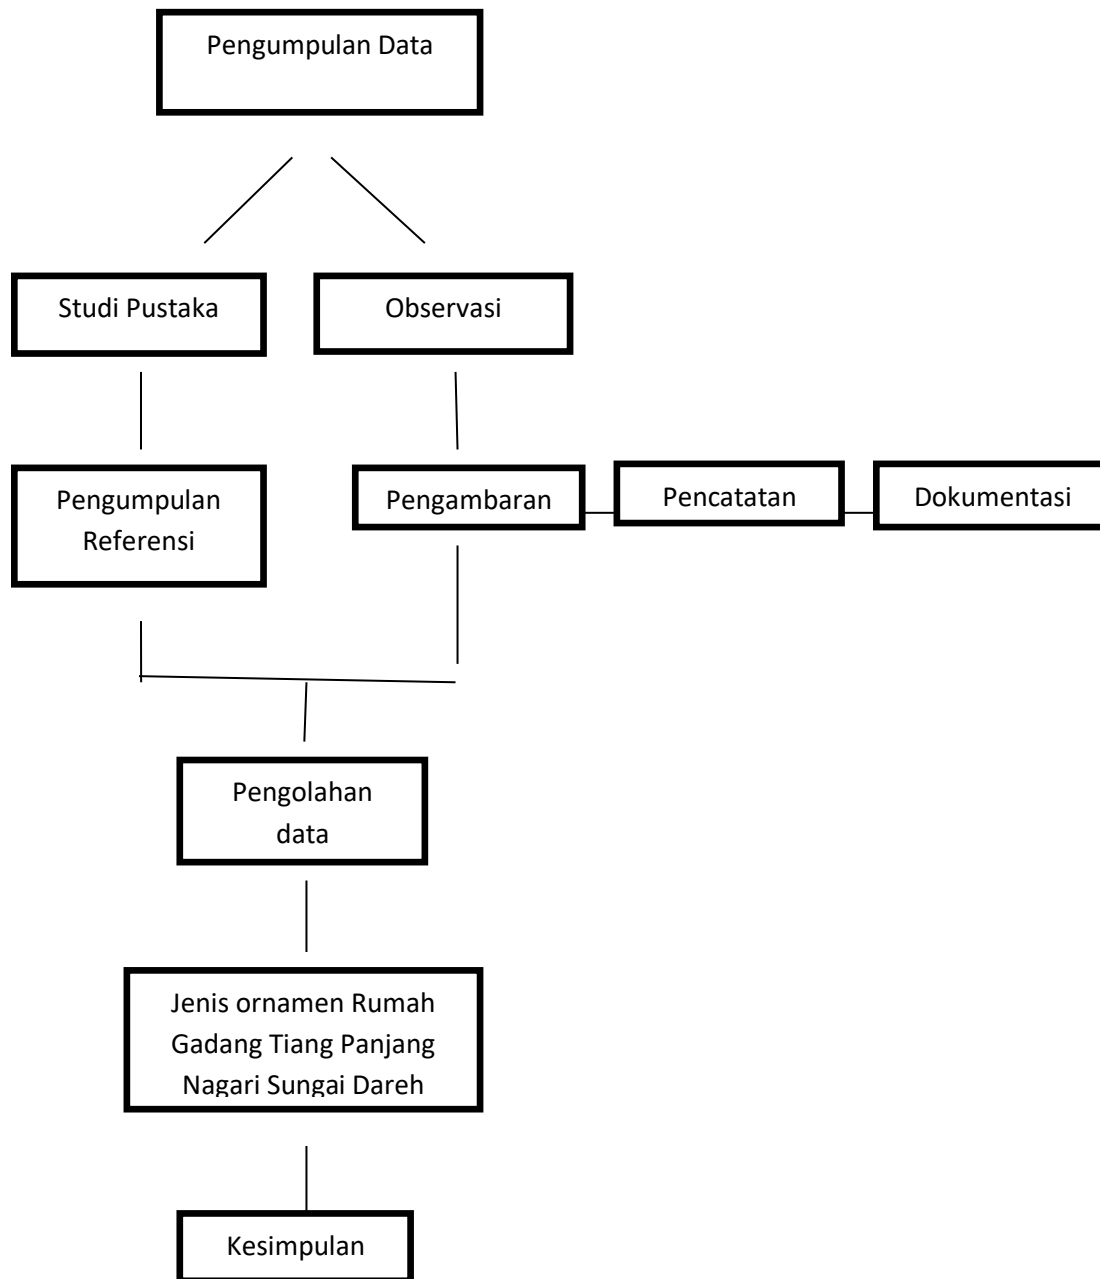 Pengumpulan Data
Studi Pustaka
Observasi
Pengumpulan
Referensi
Pengambaran
Pencatatan
Dokumentasi
Pengolahan
data
Jenis ornamen Rumah
Gadang Tiang Panjang
Nagari Sungai Dareh
Kesimpulan